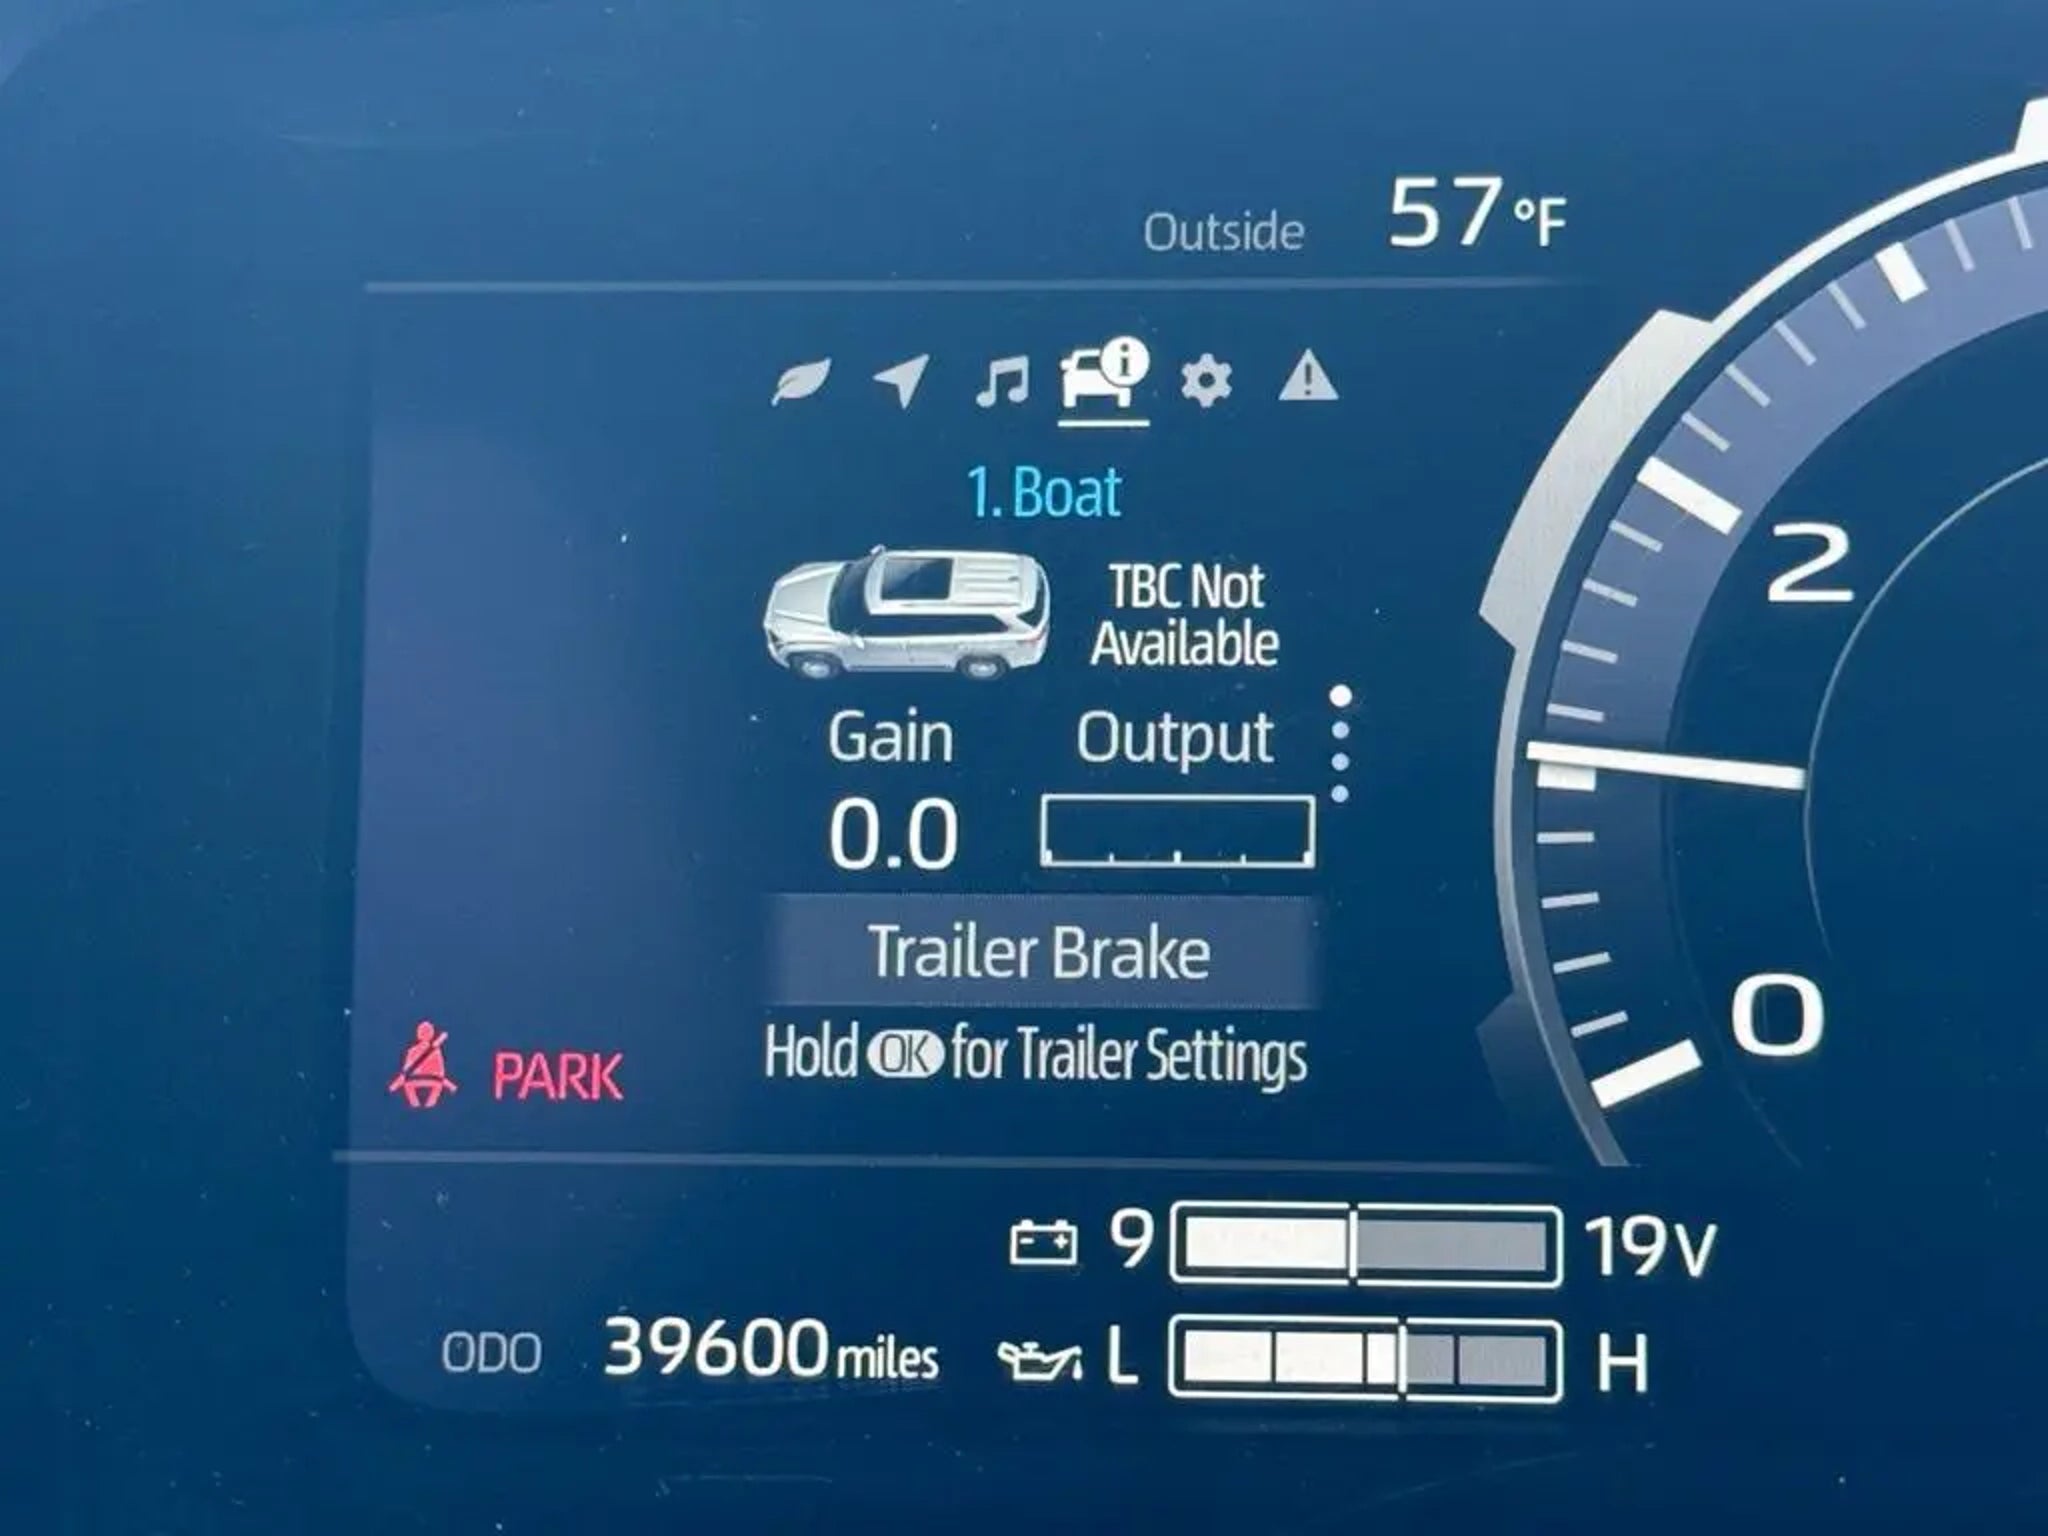 Outside 57°F
1. Boat
TBC Not
Available
Gain Output
0.0
Trailer Brake
Hold OK for Trailer Settings
PARK
2
0
9 19V
ODO 39600 miles L H